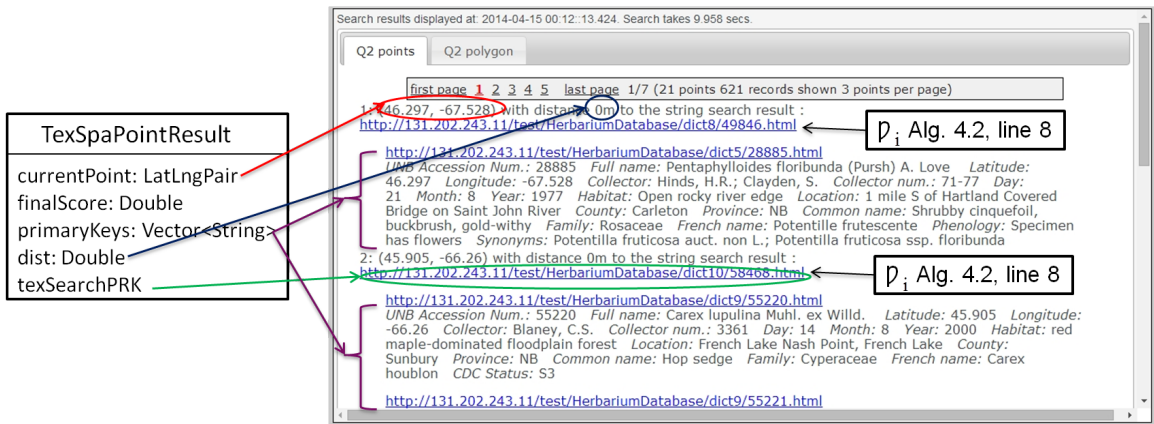 Search results displayed at: 2014-04-15 00:12::13.424. Search takes 9.958 secs.
Q2 points Q2 polygon
first page 1 2 3 4 5 last page 1/7 (21 points 621 records shown 3 points per page)
1: (46.297, -67.528) with distance 0m to the string search result :
http://131.202.243.11/test/HerbariumDatabase/dict8/49846.html
p i Alg. 4.2, line 8
http://131.202.243.11/test/HerbariumDatabase/dict5/28885.html
UNB Accession Num.: 28885 Full name: Pentaphylloides floribunda (Pursh) A. Love Latitude:
46.297 Longitude: -67.528 Collector: Hinds, H.R.; Clayden, S. Collector num.: 71-77 Day:
21 Month: 8 Year: 1977 Habitat: Open rocky river edge Location: 1 mile S of Hartland Covered
Bridge on Saint John River County: Carleton Province: NB Common name: Shrubby cinquefoil,
buckbrush, gold-withy Family: Rosaceae French name: Potentille frutescente Phenology: Specimen
has flowers Synonyms: Potentilla fruticosa auct. non L.; Potentilla fruticosa ssp. floribunda
2: (45.905, -66.26) with distance 0m to the string search result :
http://131.202.243.11/test/HerbariumDatabase/dict10/58468.html
p i Alg. 4.2, line 8
http://131.202.243.11/test/HerbariumDatabase/dict9/55220.html
UNB Accession Num.: 55220 Full name: Carex lupulina Muhl. ex Willd. Latitude: 45.905 Longitude:
-66.26 Collector: Blaney, C.S. Collector num.: 3361 Day: 14 Month: 8 Year: 2000 Habitat: red
maple-dominated floodplain forest Location: French Lake Nash Point, French Lake County:
Sunbury Province: NB Common name: Hop sedge Family: Cyperaceae French name: Carex
houblon CDC Status: S3
http://131.202.243.11/test/HerbariumDatabase/dict9/55221.html
TexSpaPointResult
currentPoint: LatLngPair
finalScore: Double
primaryKeys: Vector<String>
dist: Double
texSearchPRK